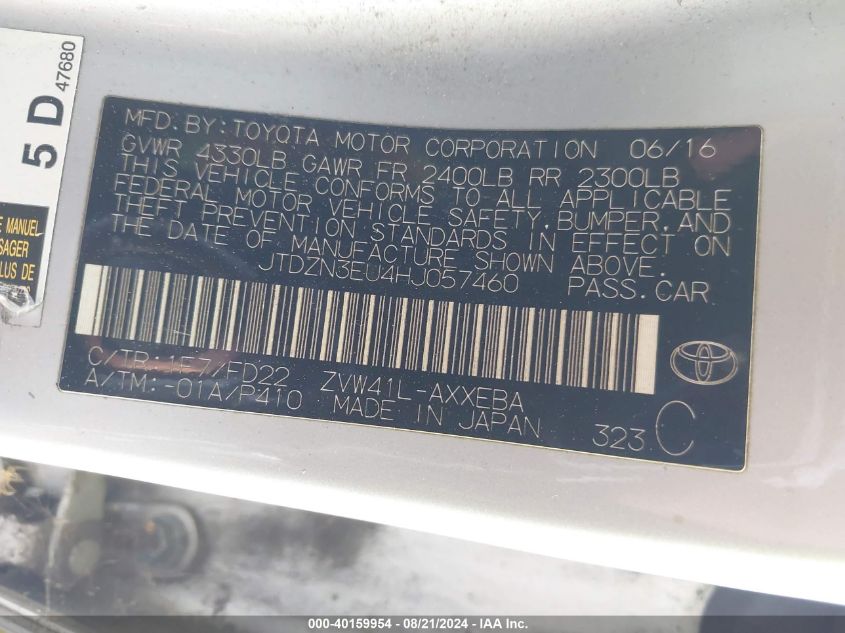 5 D 47680
E MANUEL
SAGER
LUS DE
MFD. BY: TOYOTA MOTOR CORPORATION 06/16
GVWR 4330LB GAWR FR 2400LB RR 2300LB
THIS VEHICLE CONFORMS TO ALL APPLICABLE
FEDERAL MOTOR VEHICLE SAFETY, BUMPER, AND
THEFT PREVENTION STANDARDS IN EFFECT ON
THE DATE OF MANUFACTURE SHOWN ABOVE.
JTDZN3EU4HJ057460 PASS. CAR
C/TR: 1F7/FD22 ZVW41L-AXXEBA
A/TM: -01A/P410 MADE IN JAPAN
323 C
000-40159954 / 08/21/2024 - IAA Inc.